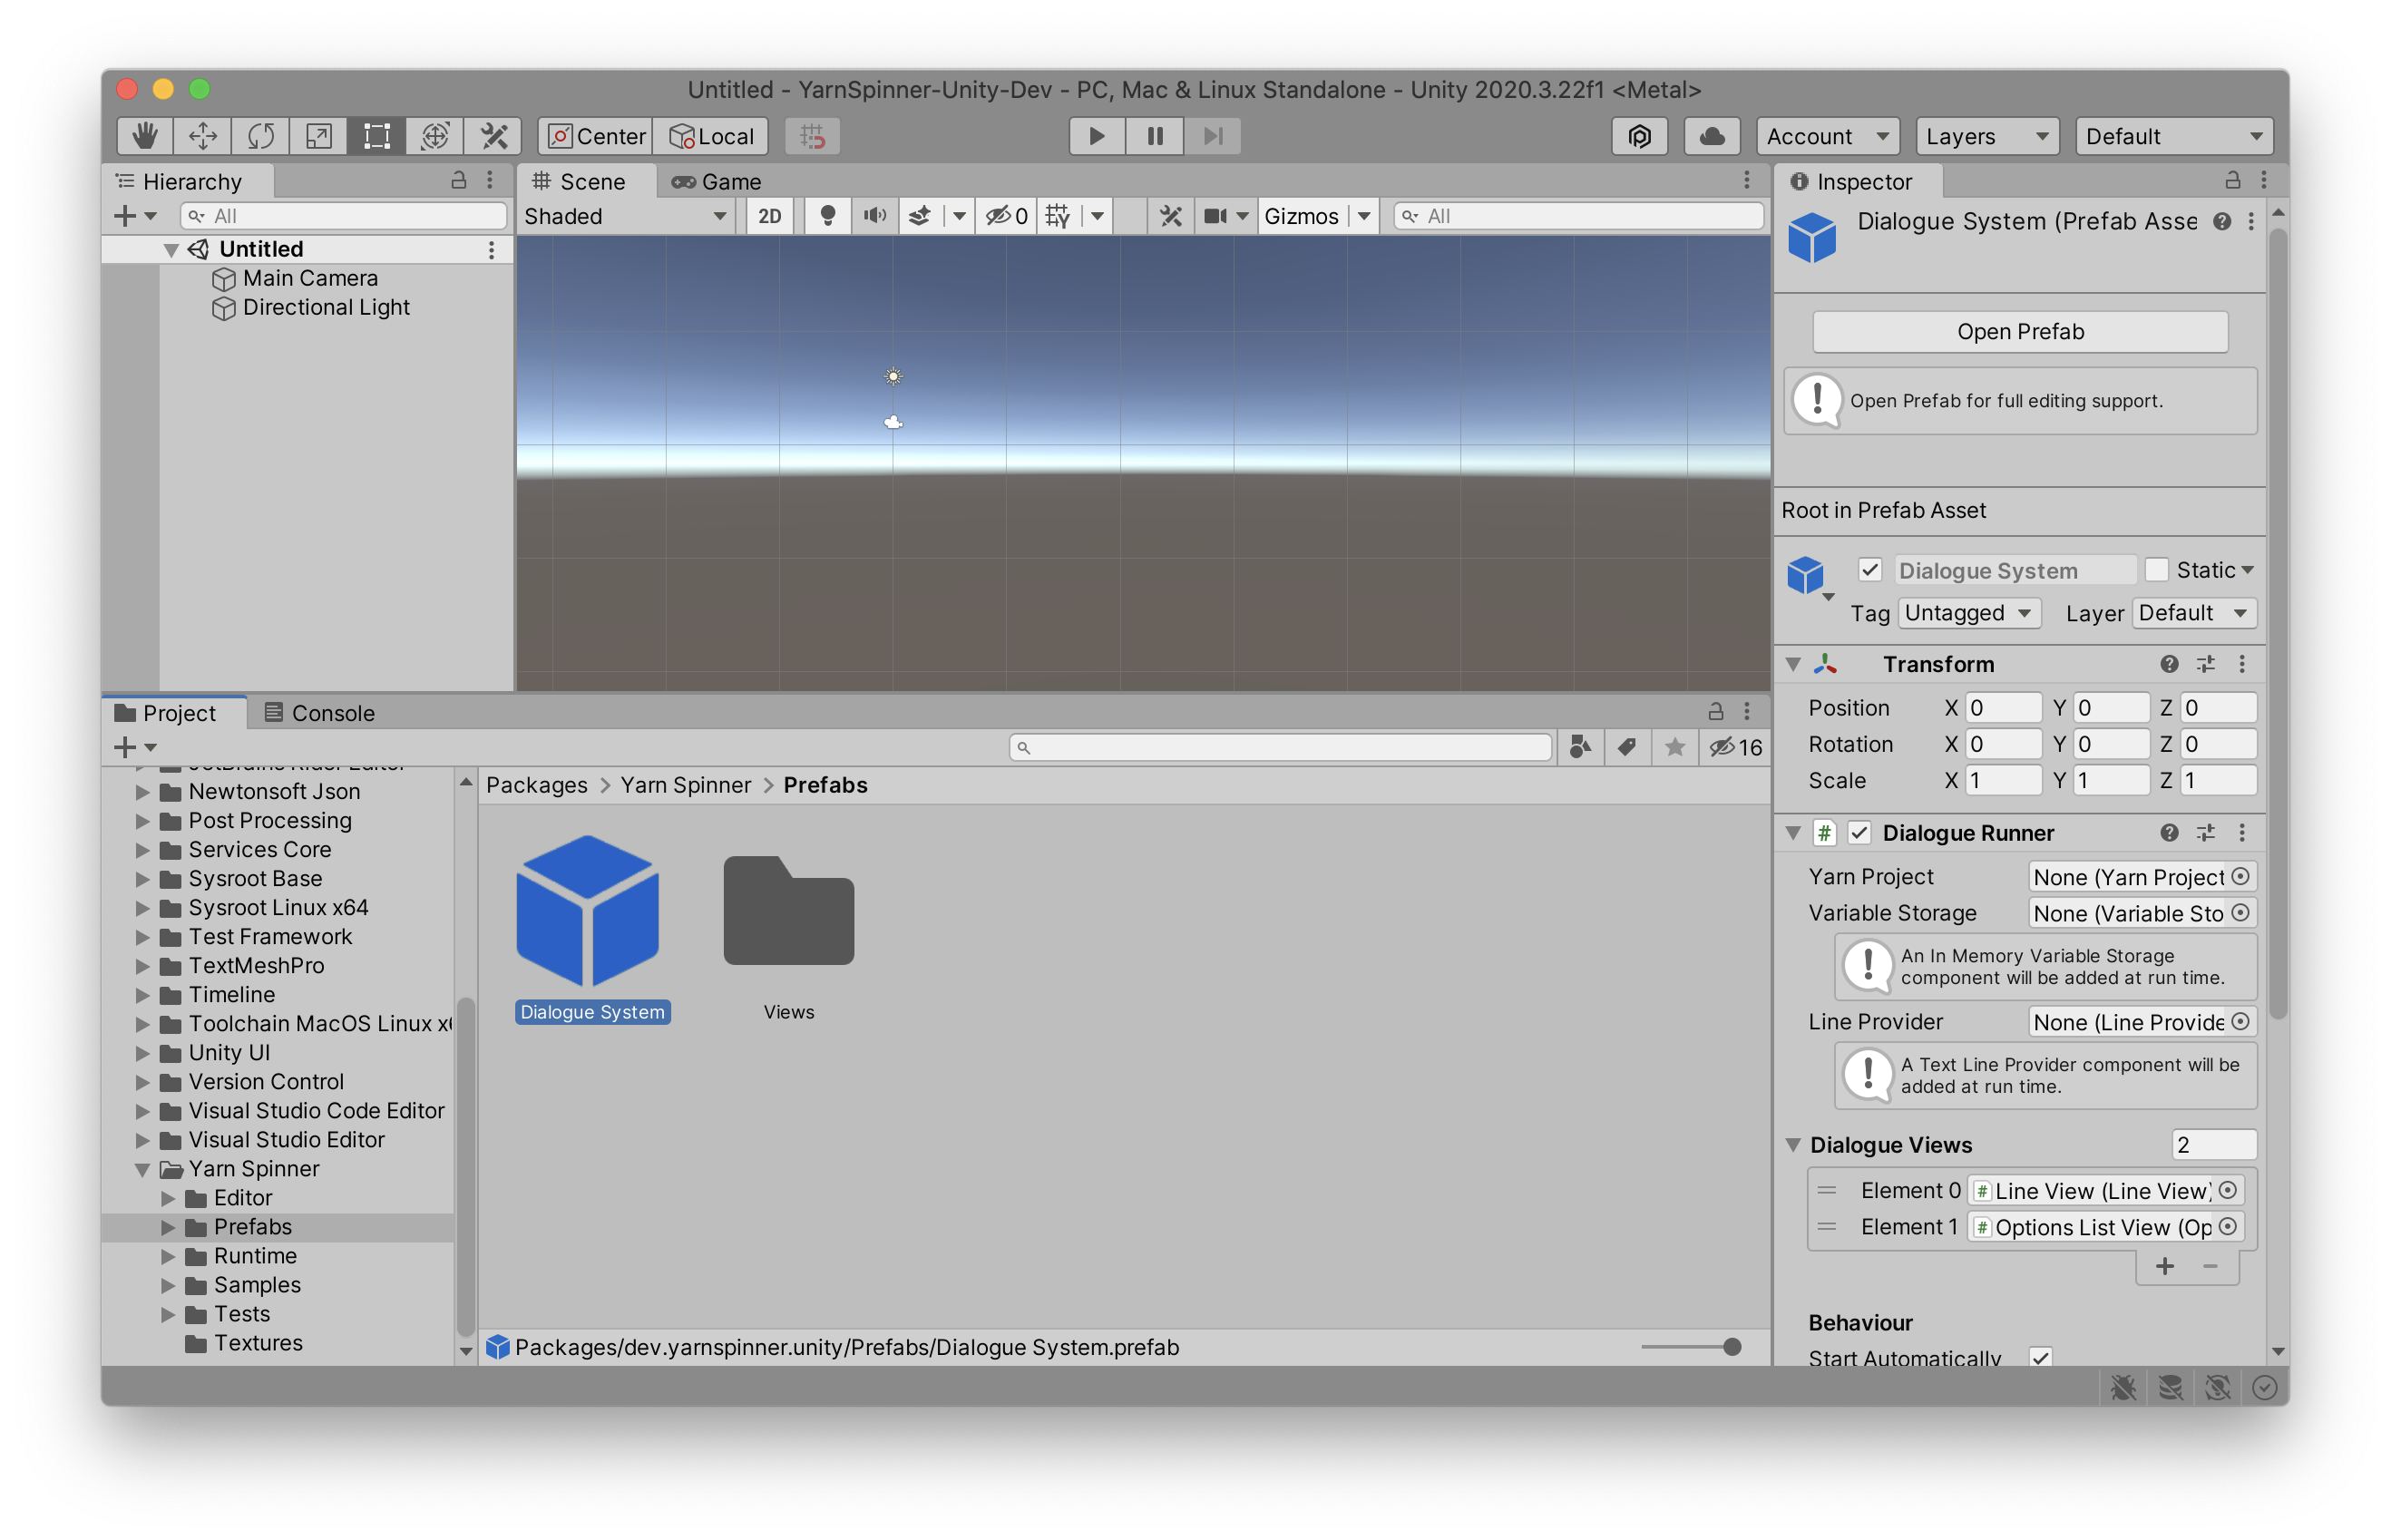 Untitled - YarnSpinner-Unity-Dev - PC, Mac & Linux Standalone - Unity 2020.3.22f1 <Metal>
Center Local Account Layers Default
Hierarchy
All
Untitled
Main Camera
Directional Light
Scene Game
Shaded 2D 0 Gizmos All
Inspector
Dialogue System (Prefab Asse
Open Prefab
Open Prefab for full editing support.
Root in Prefab Asset
Dialogue System Static
Tag Untagged Layer Default
Transform
Position X 0 Y 0 Z 0
Rotation X 0 Y 0 Z 0
Scale X 1 Y 1 Z 1
Dialogue Runner
Yarn Project None (Yarn Project
Variable Storage None (Variable Sto
An In Memory Variable Storage
component will be added at run time.
Line Provider None (Line Provide
A Text Line Provider component will be
added at run time.
Dialogue Views 2
Element 0 # Line View (Line View)
Element 1 # Options List View (Op
Behaviour
Start Automatically
Project Console
16
JetBrains Rider Editor
Newtonsoft Json
Post Processing
Services Core
Sysroot Base
Sysroot Linux x64
Test Framework
TextMeshPro
Timeline
Toolchain MacOS Linux x6
Unity UI
Version Control
Visual Studio Code Editor
Visual Studio Editor
Yarn Spinner
Editor
Prefabs
Runtime
Samples
Tests
Textures
Packages > Yarn Spinner > Prefabs
Dialogue System
Views
Packages/dev.yarnspinner.unity/Prefabs/Dialogue System.prefab